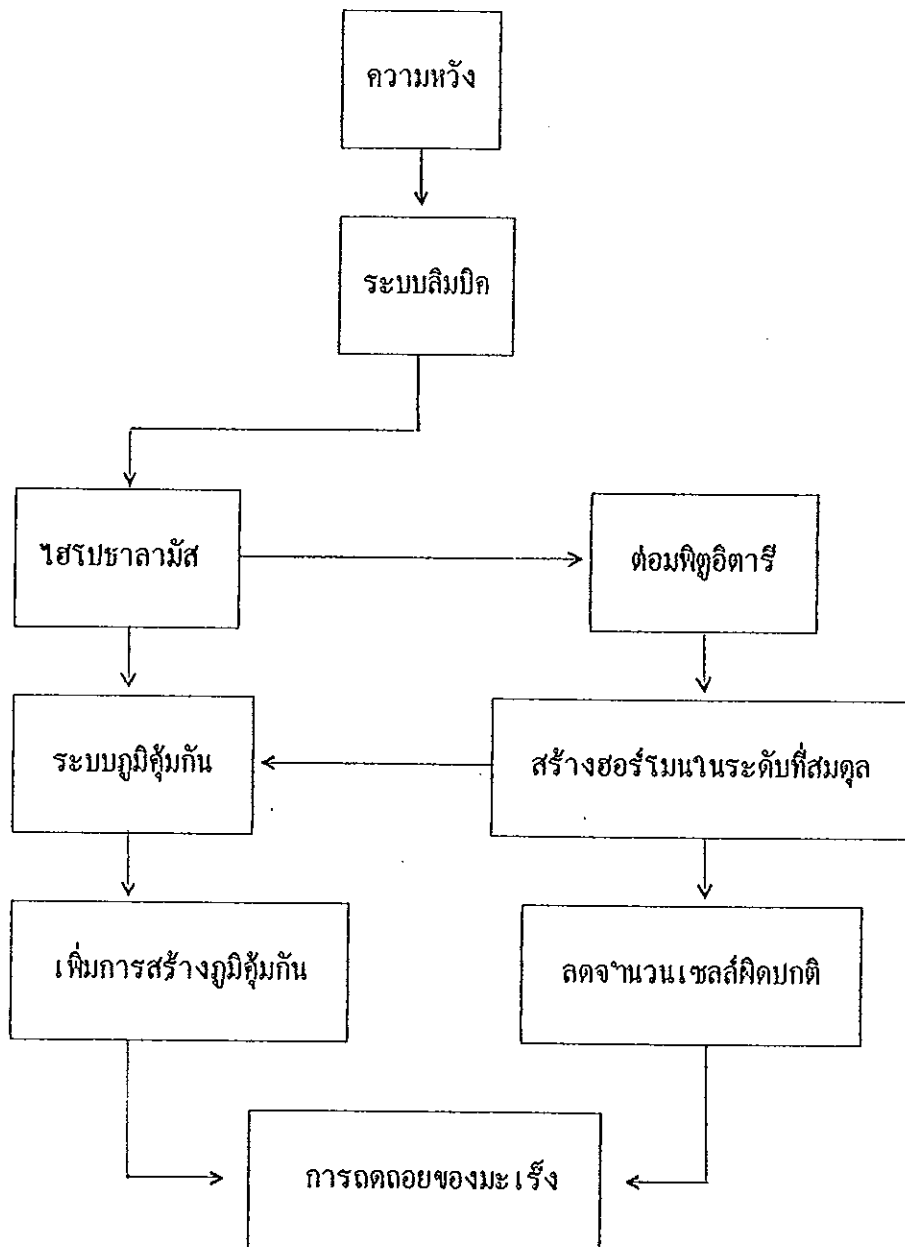 ความหวัง
ระบบลิมบิค
ไฮโปธาลามัส
ต่อมพิตูอิตารี
ระบบภูมิคุ้มกัน
สร้างฮอร์โมนในระดับที่สมดุล
เพิ่มการสร้างภูมิคุ้มกัน
ลดจำนวนเซลล์ผิดปกติ
การถดถอยของมะเร็ง